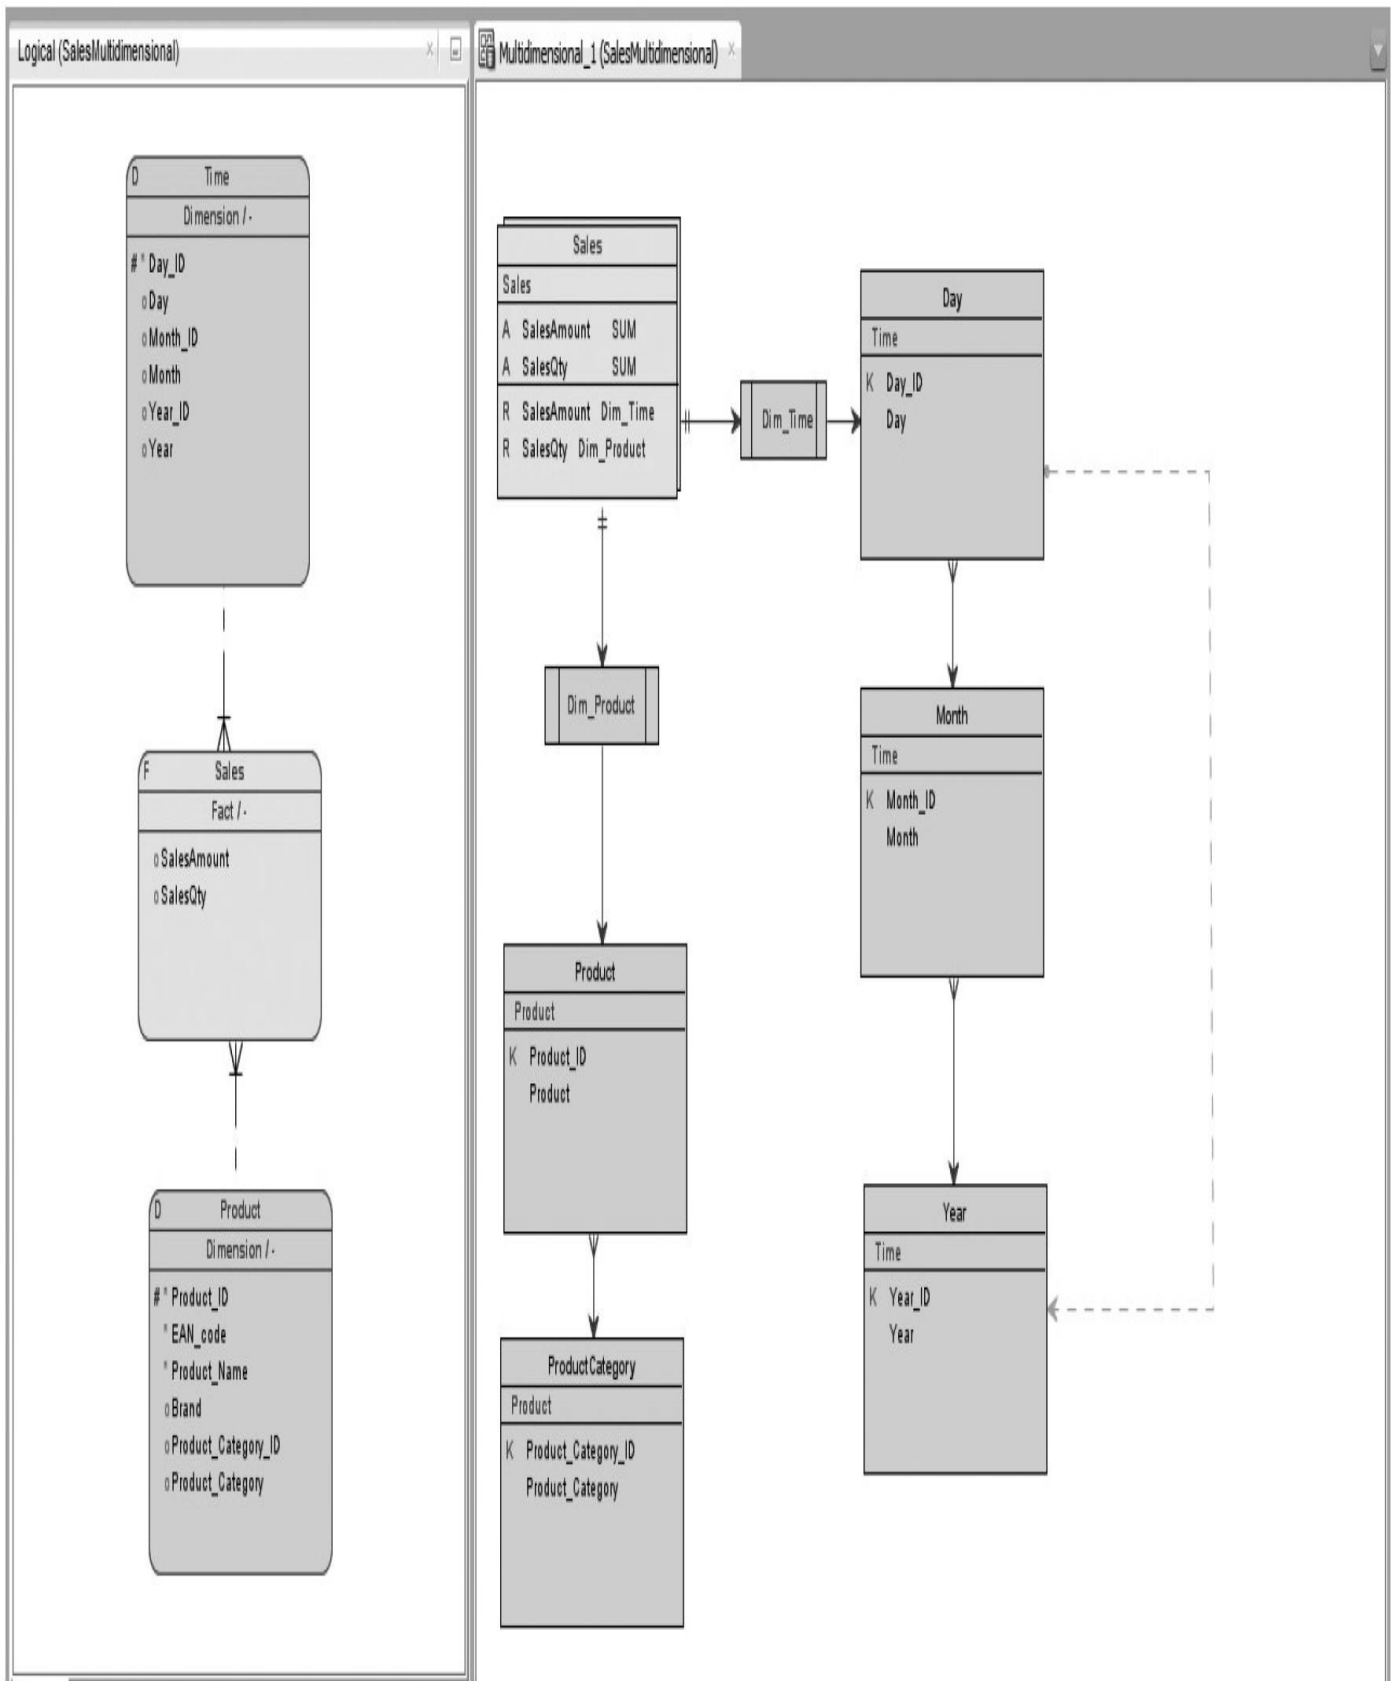 Logical (SalesMultidimensional)
D Time
Dimension / -
# * Day_ID
o Day
o Month_ID
o Month
o Year_ID
o Year
F Sales
Fact / -
o SalesAmount
o SalesQty
D Product
Dimension / -
# * Product_ID
* EAN_code
* Product_Name
o Brand
o Product_Category_ID
o Product_Category
Multidimensional_1 (SalesMultidimensional)
Sales
Sales
A SalesAmount SUM
A SalesQty SUM
R SalesAmount Dim_Time
R SalesQty Dim_Product
Dim_Time
Day
Time
K Day_ID
Day
Dim_Product
Month
Time
K Month_ID
Month
Product
Product
K Product_ID
Product
Year
Time
K Year_ID
Year
ProductCategory
Product
K Product_Category_ID
Product_Category